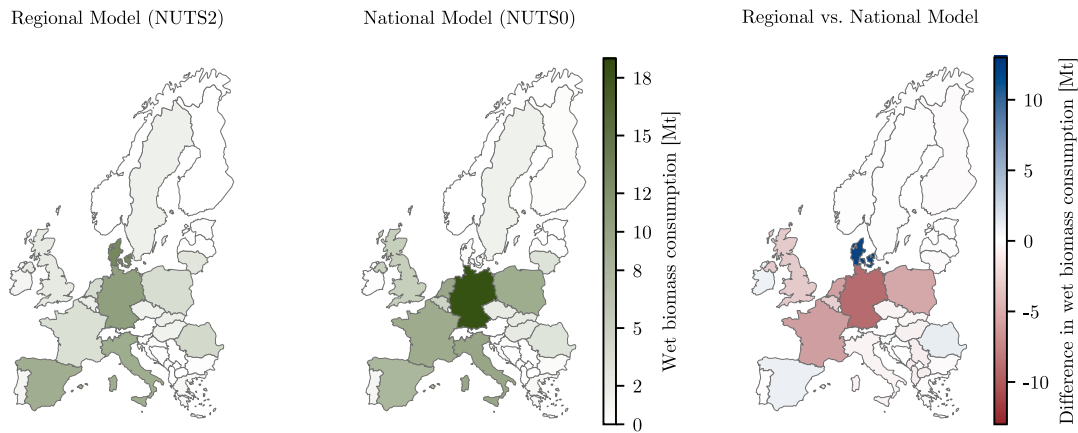 Regional Model (NUTS2)
National Model (NUTS0)
Regional vs. National Model
18
15
12
10
8
5
2
0
Wet biomass consumption [Mt]
10
5
0
-5
-10
Difference in wet biomass consumption [Mt]